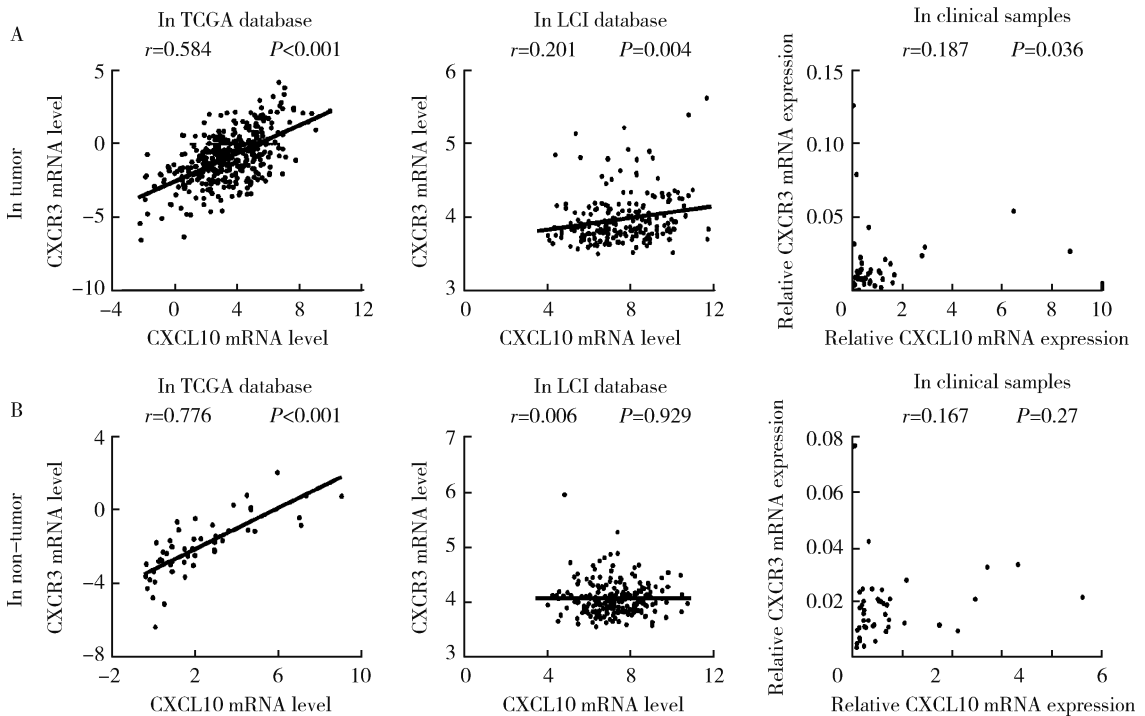 A
In TCGA database
r=0.584 P<0.001
CXCR3 mRNA level
In tumor
5
0
−5
−10
−4 0 4 8 12
CXCL10 mRNA level
In LCI database
r=0.201 P=0.004
CXCR3 mRNA level
6
5
4
3
0 4 8 12
CXCL10 mRNA level
In clinical samples
r=0.187 P=0.036
Relative CXCR3 mRNA expression
0.15
0.10
0.05
0 2 4 6 8 10
Relative CXCL10 mRNA expression
B
In TCGA database
r=0.776 P<0.001
CXCR3 mRNA level
In non−tumor
4
0
−4
−8
−2 2 6 10
CXCL10 mRNA level
In LCI database
r=0.006 P=0.929
CXCR3 mRNA level
7
6
5
4
3
0 4 8 12
CXCL10 mRNA level
In clinical samples
r=0.167 P=0.27
Relative CXCR3 mRNA expression
0.08
0.06
0.04
0.02
0 2 4 6
Relative CXCL10 mRNA expression